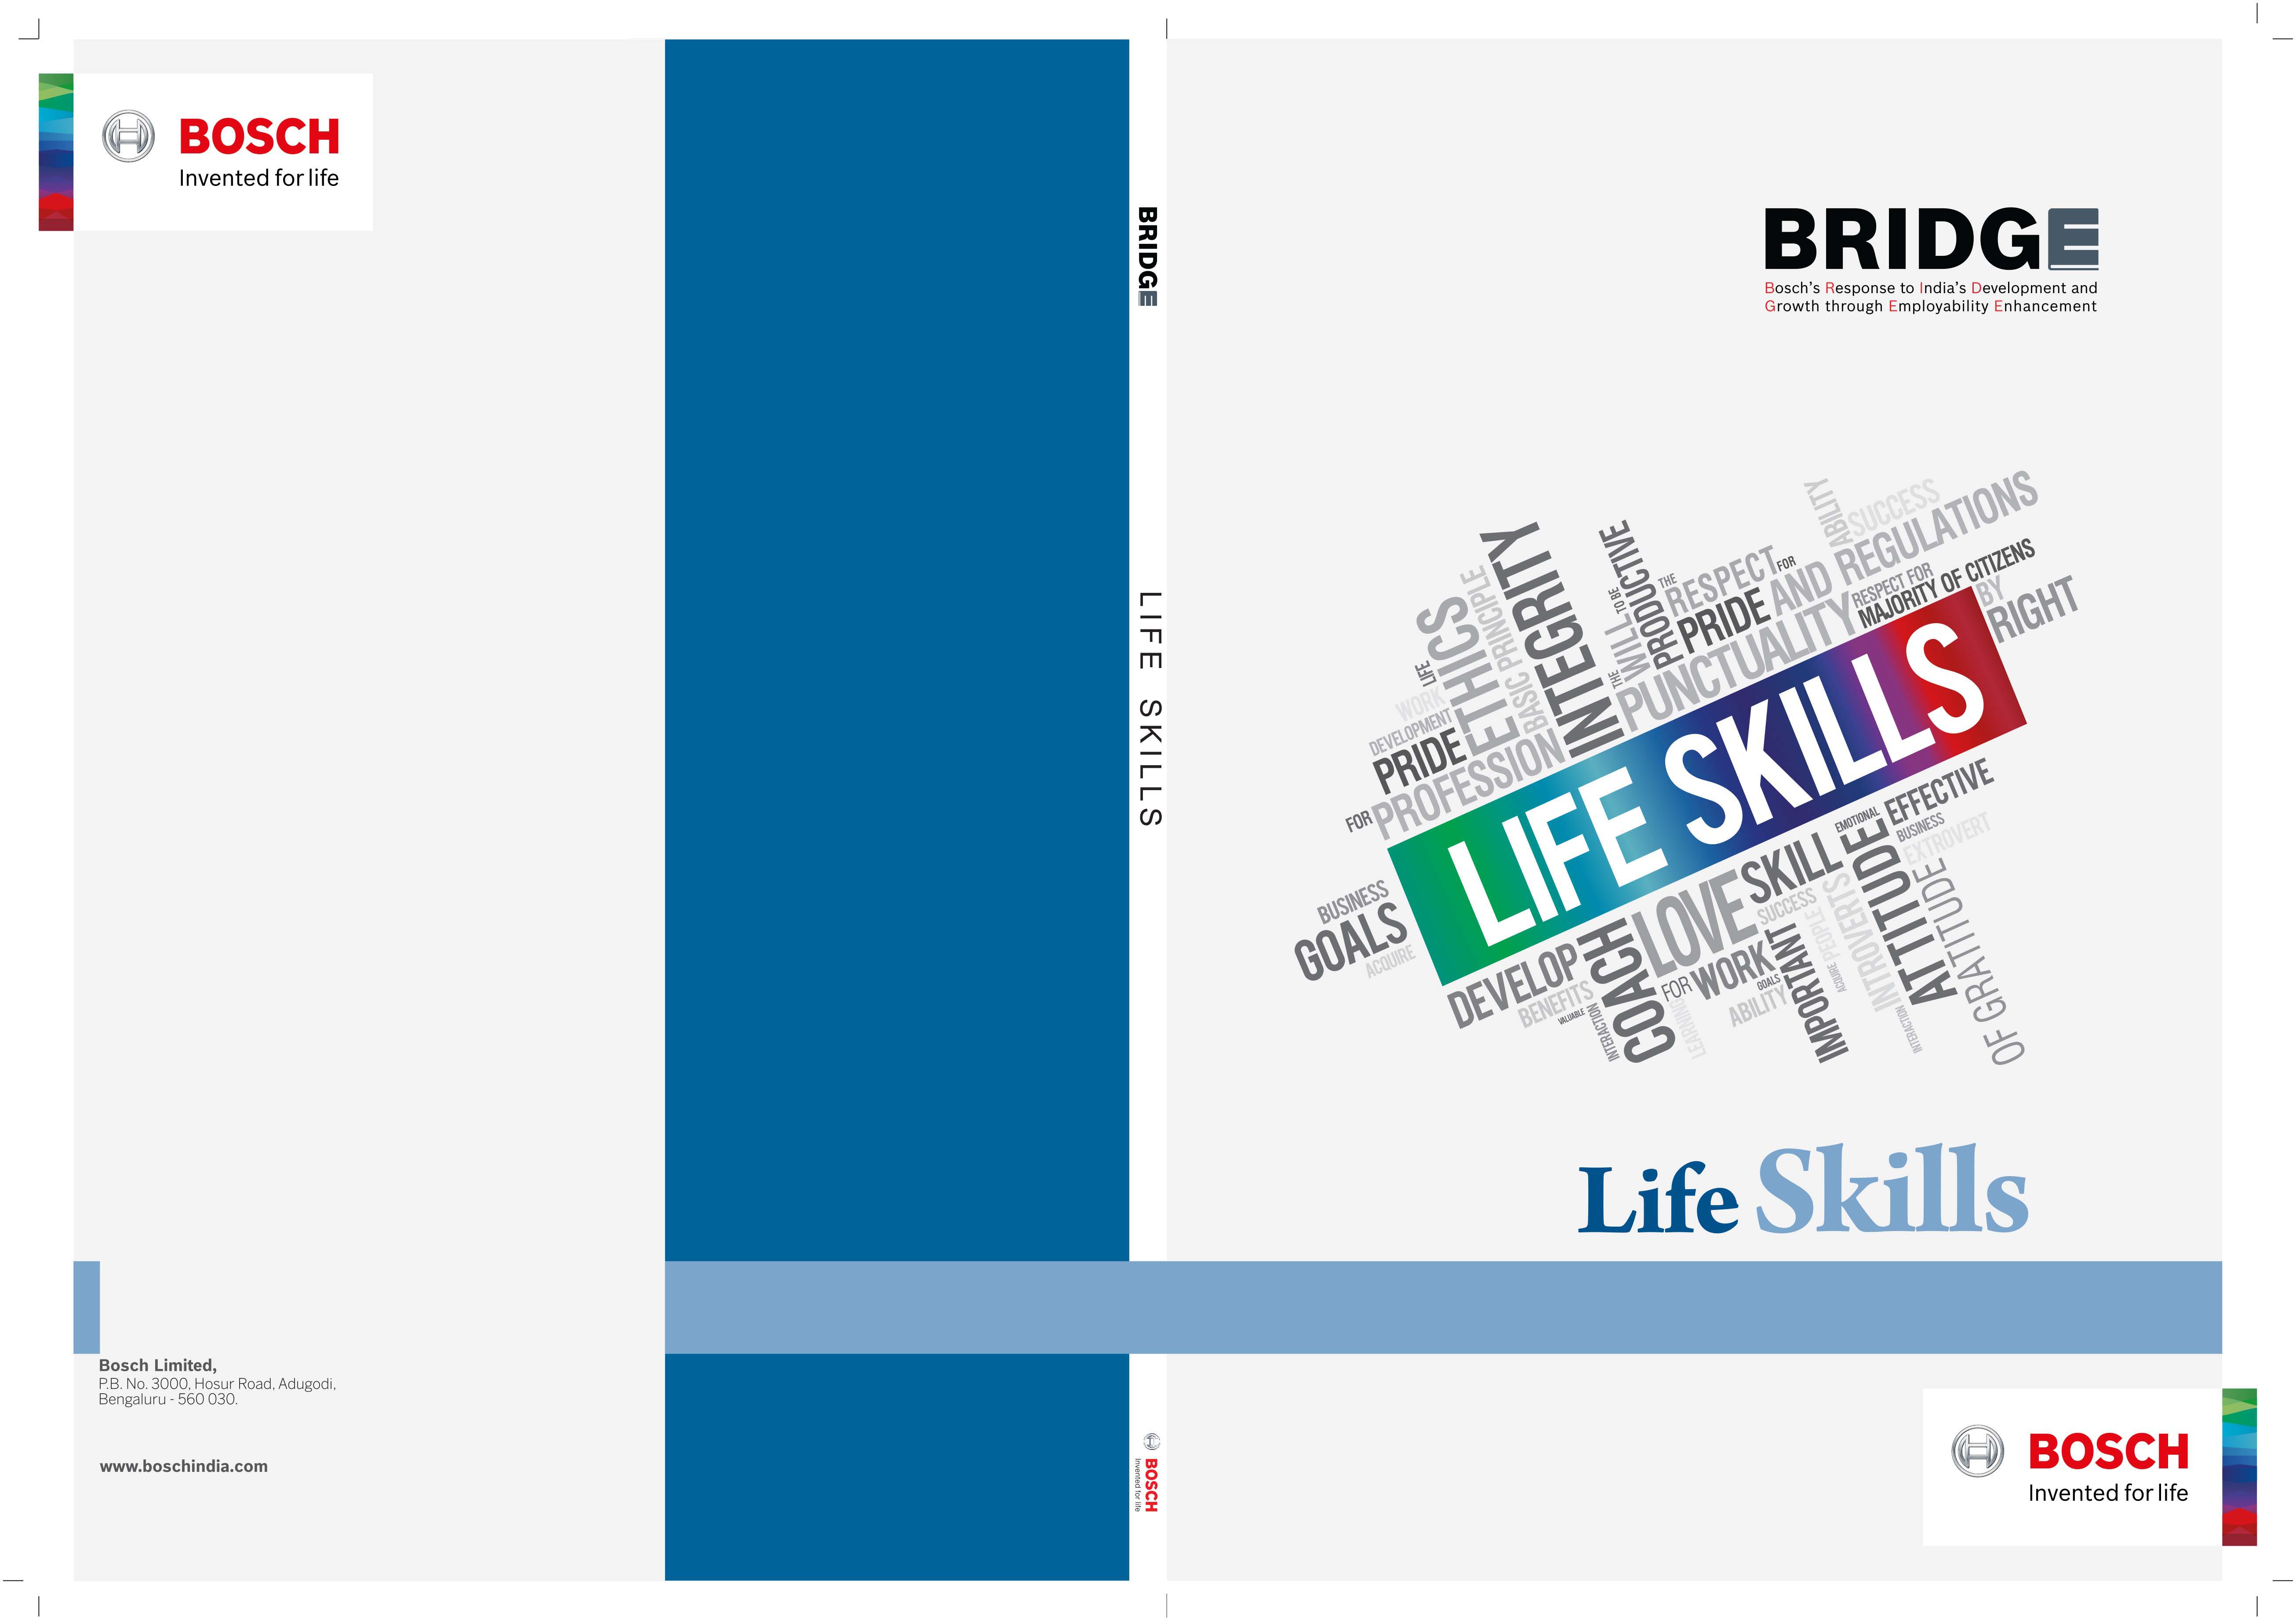 BOSCH
Invented for life
Bosch Limited,
P.B. No. 3000, Hosur Road, Adugodi,
Bengaluru - 560 030.
www.boschindia.com
BRIDGE
LIFE SKILLS
BOSCH
Invented for life
BRIDGE
Bosch's Response to India's Development and
Growth through Employability Enhancement
ABILITY
SUCCESS
AND REGULATIONS
RESPECT FOR
MAJORITY OF CITIZENS
BY
RIGHT
THE
RESPECT
FOR
PRIDE
PUNCTUALITY
THE
WILL
TO BE
PRODUCTIVE
INTEGRITY
BASIC PRINCIPLE
ETHICS
LIFE
WORK
DEVELOPMENT
PRIDE
FOR
PROFESSION
LIFE SKILLS
BUSINESS
GOALS
ACQUIRE
DEVELOP
BENEFITS
VALUABLE
INTERACTION
COACH
LOVE
LEARNING
FOR
WORK
GOALS
ABILITY
SKILL
SUCCESS
IMPORTANT
PEOPLE
ACQUIRE
INTROVERTS
INTERACTION
EMOTIONAL
EFFECTIVE
BUSINESS
EXTROVERT
ATTITUDE
OF GRATITUDE
Life Skills
BOSCH
Invented for life